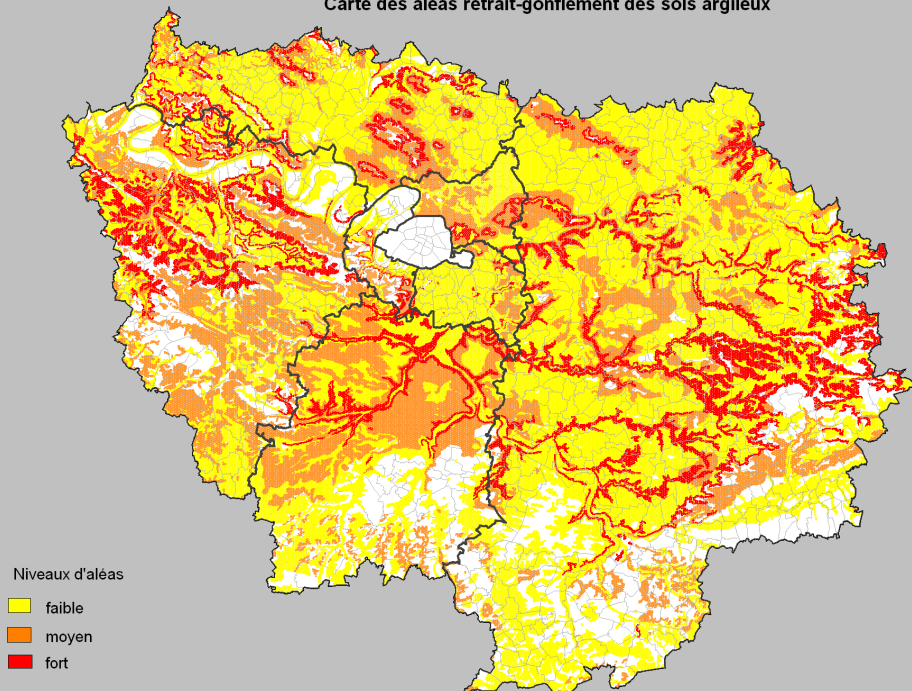 Carte des aléas retrait-gonflement des sols argileux
Niveaux d'aléas
faible
moyen
fort